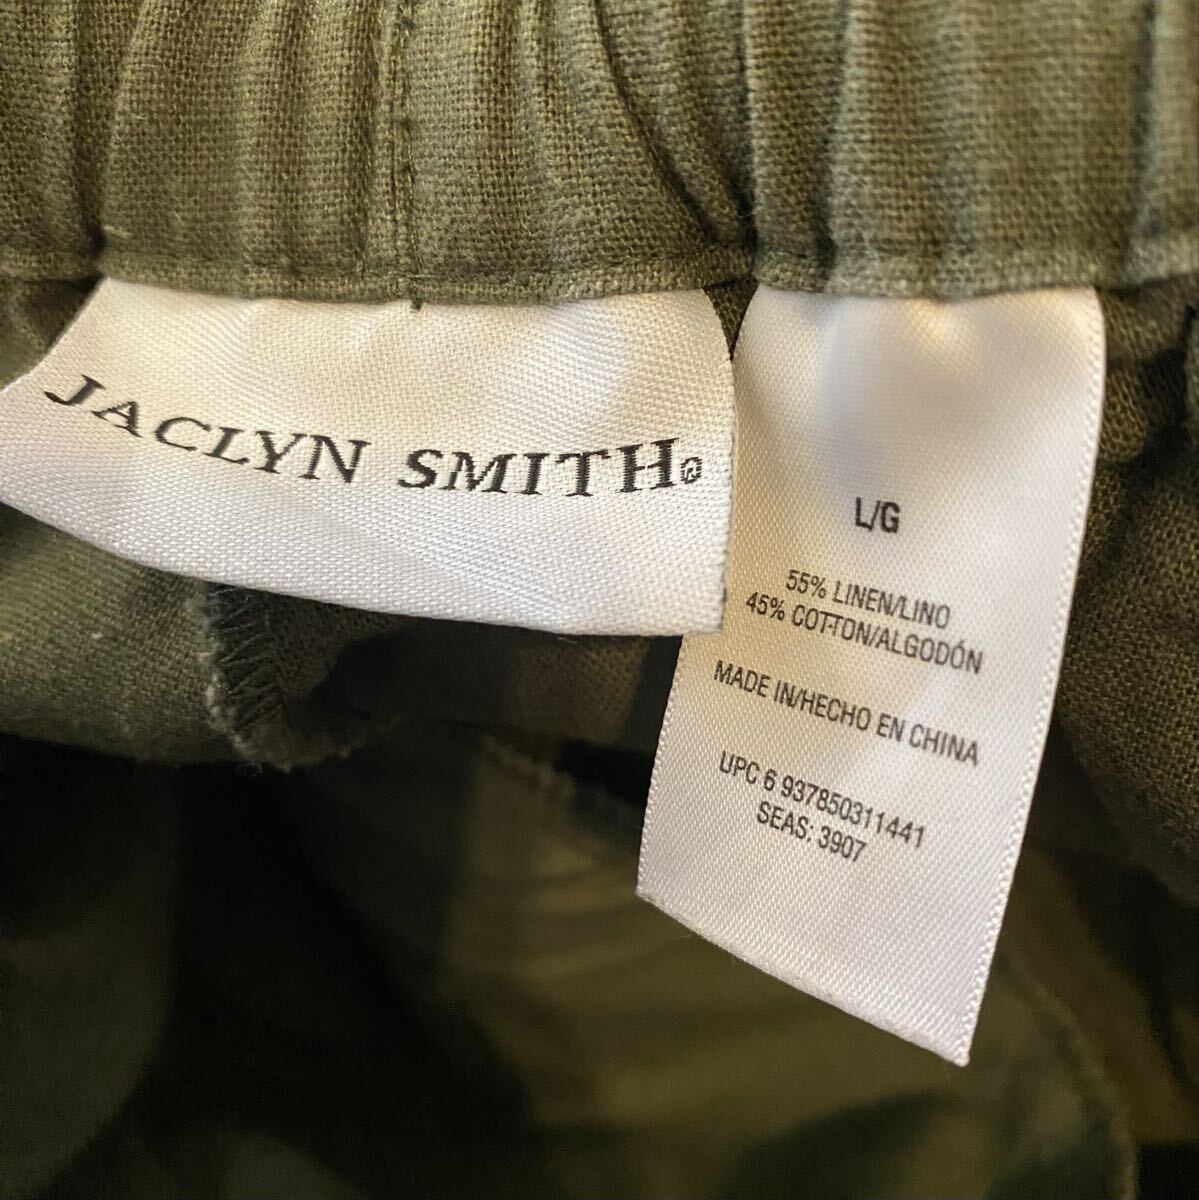 JACLYN SMITH®
L/G
55% LINEN/LINO
45% COTTON/ALGODÓN
MADE IN/HECHO EN CHINA
UPC 6 937850311441
SEAS: 3907